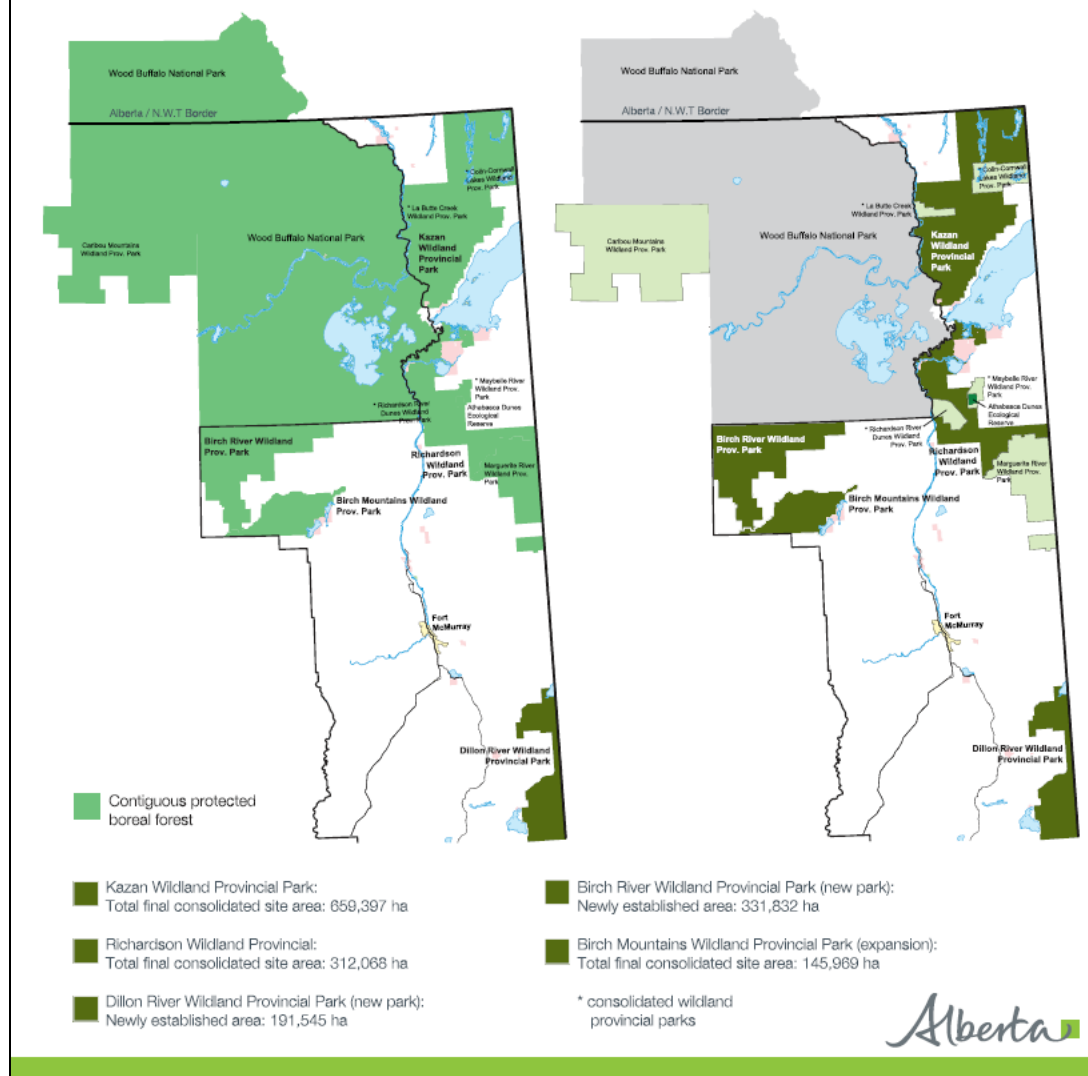 Wood Buffalo National Park
Alberta / N.W.T Border
* Colin-Cornwall
Lakes Wildland
Prov. Park
* La Butte Creek
Wildland Prov. Park
Caribou Mountains
Wildland Prov. Park
Wood Buffalo National Park
Kazan
Wildland
Provincial
Park
* Maybelle River
Wildland Prov.
Park
Athabasca Dunes
Ecological
Reserve
* Richardson River
Dunes Wildland
Prov. Park
Birch River Wildland
Prov. Park
Richardson
Wildland
Prov. Park
Marguerite River
Wildland Prov.
Park
Birch Mountains Wildland
Prov. Park
Fort
McMurray
Dillon River Wildland
Provincial Park
Contiguous protected
boreal forest
Wood Buffalo National Park
Alberta / N.W.T Border
* Colin-Cornwall
Lakes Wildland
Prov. Park
* La Butte Creek
Wildland Prov. Park
Caribou Mountains
Wildland Prov. Park
Wood Buffalo National Park
Kazan
Wildland
Provincial
Park
* Maybelle River
Wildland Prov.
Park
Athabasca Dunes
Ecological
Reserve
* Richardson River
Dunes Wildland
Prov. Park
Birch River Wildland
Prov. Park
Richardson
Wildland
Prov. Park
Marguerite River
Wildland Prov.
Park
Birch Mountains Wildland
Prov. Park
Fort
McMurray
Dillon River Wildland
Provincial Park
Kazan Wildland Provincial Park:
Total final consolidated site area: 659,397 ha
Richardson Wildland Provincial:
Total final consolidated site area: 312,068 ha
Dillon River Wildland Provincial Park (new park):
Newly established area: 191,545 ha
Birch River Wildland Provincial Park (new park):
Newly established area: 331,832 ha
Birch Mountains Wildland Provincial Park (expansion):
Total final consolidated site area: 145,969 ha
* consolidated wildland
provincial parks
Alberta